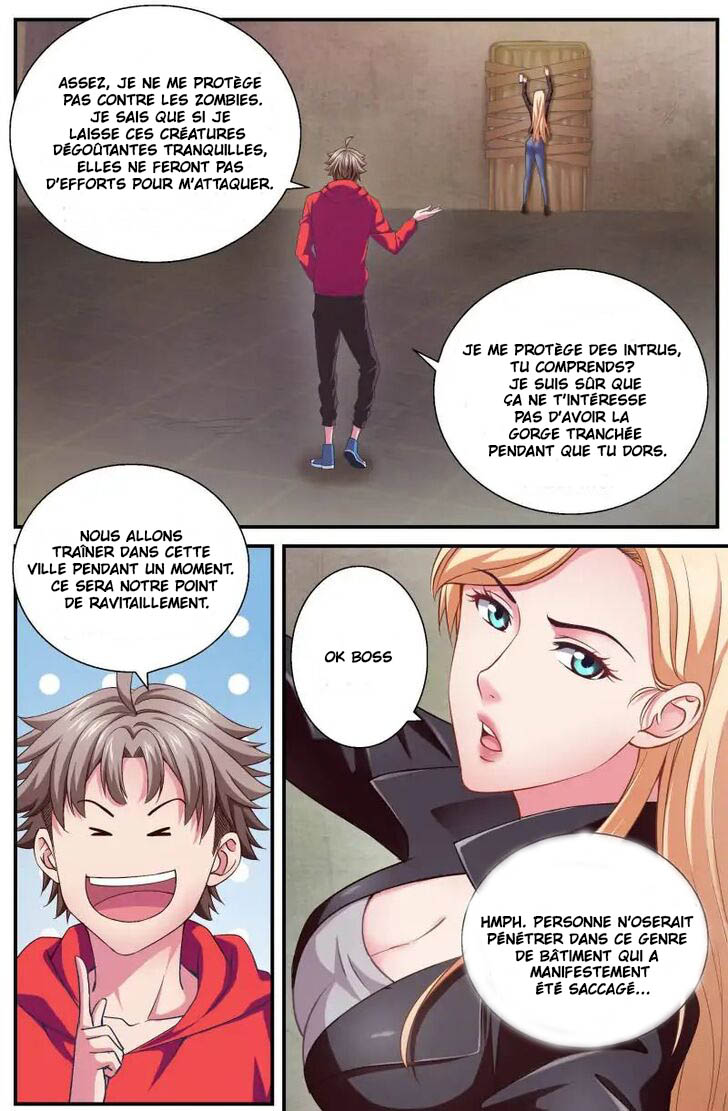 ASSEZ, JE NE ME PROTÈGE
PAS CONTRE LES ZOMBIES.
JE SAIS QUE SI JE
LAISSE CES CRÉATURES
DÉGOÛTANTES TRANQUILLES,
ELLES NE FERONT PAS
D'EFFORTS POUR M'ATTAQUER.
JE ME PROTÈGE DES INTRUS,
TU COMPRENDS?
JE SUIS SÛR QUE
ÇA NE T'INTÉRESSE
PAS D'AVOIR LA
GORGE TRANCHÉE
PENDANT QUE TU DORS.
NOUS ALLONS
TRAÎNER DANS CETTE
VILLE PENDANT UN MOMENT.
CE SERA NOTRE POINT
DE RAVITAILLEMENT.
OK BOSS
HMPH. PERSONNE N'OSERAIT
PÉNÉTRER DANS CE GENRE
DE BÂTIMENT QUI A
MANIFESTEMENT
ÉTÉ SACCAGÉ...